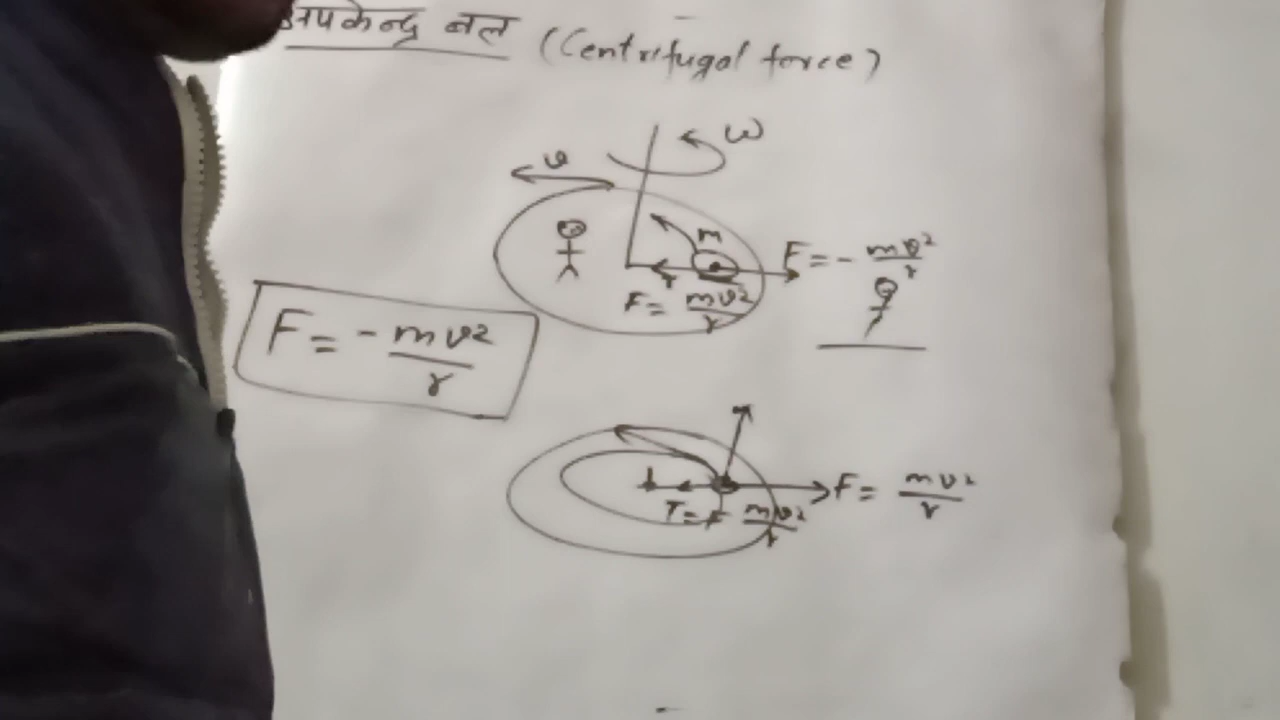 अपकेन्द्र बल (Centrifugal force)
ω
v
m
F = - mv²/r
r
F = mv²/r
F = - mv²/r
F = mv²/r
T = F mv²/r